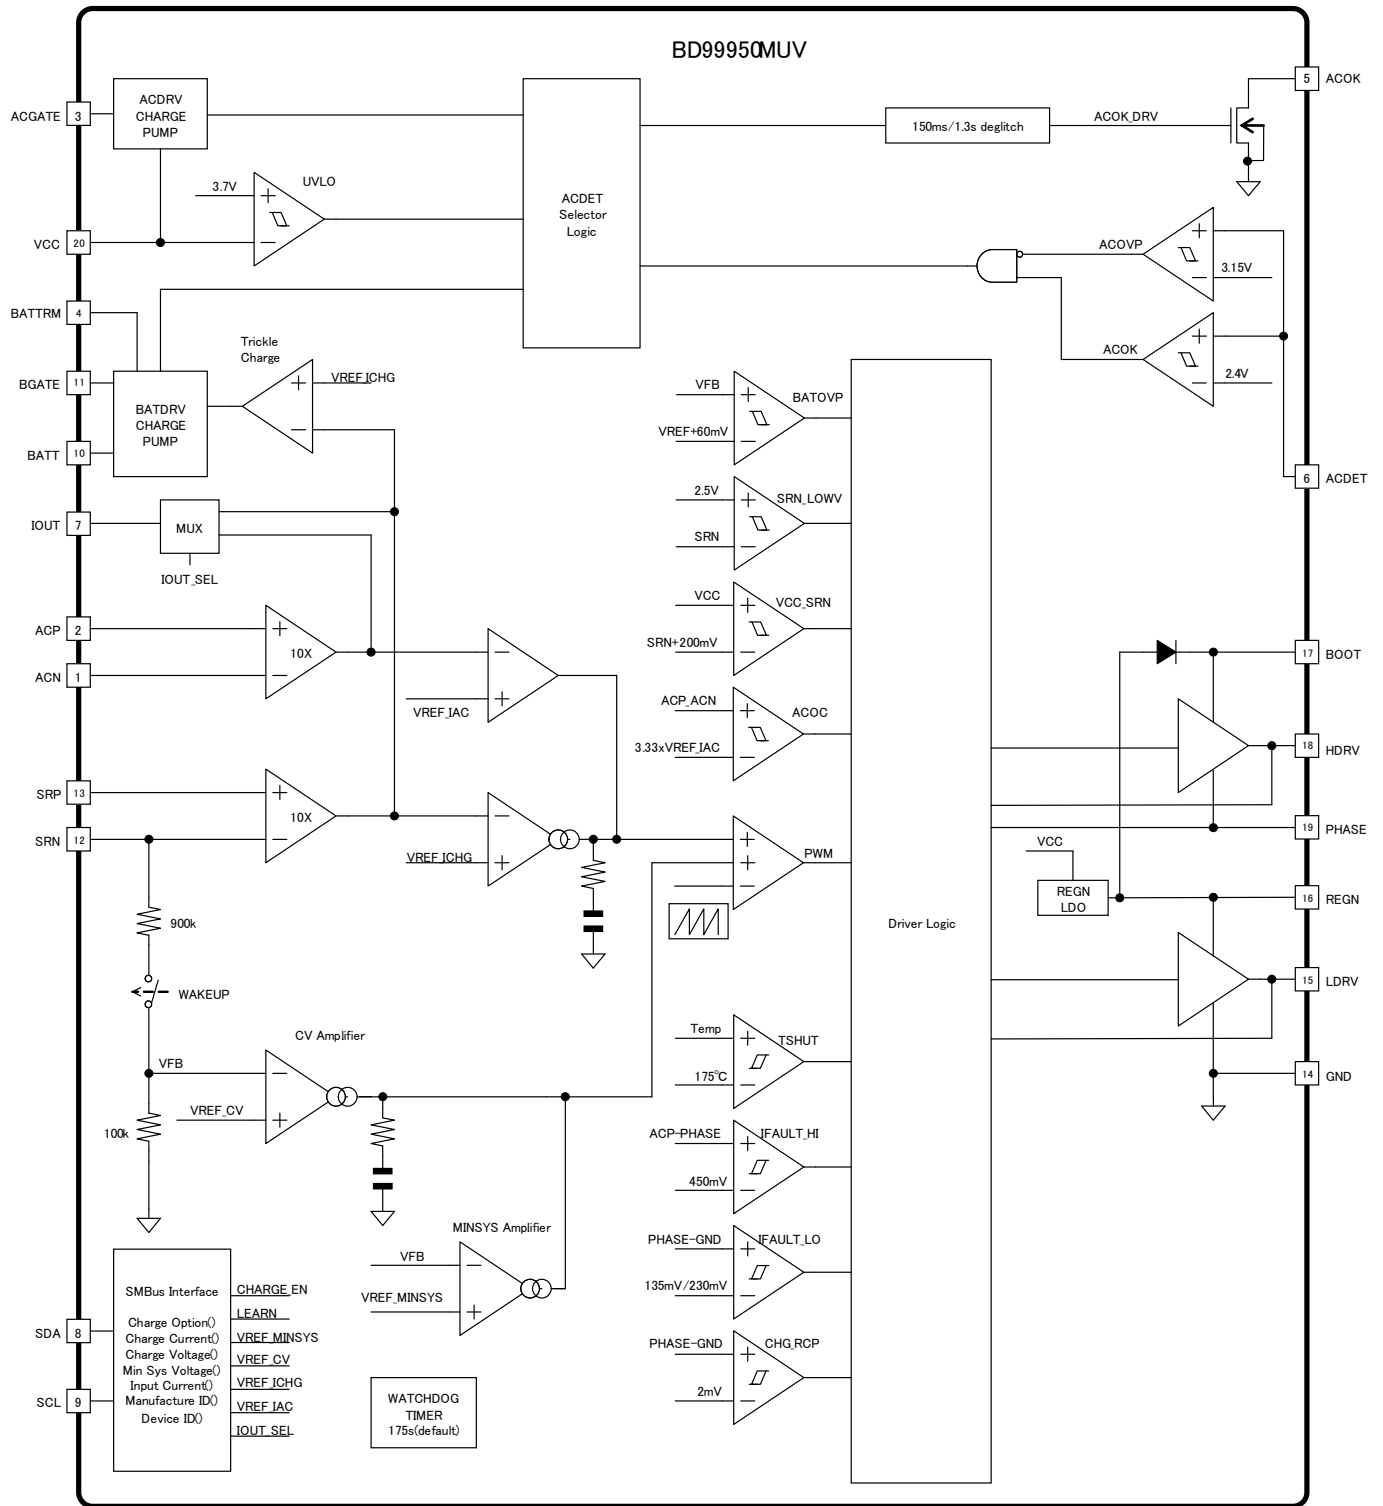 BD99950MUV
ACGATE 3
ACDRV
CHARGE
PUMP
5 ACOK
150ms/1.3s deglitch
ACOK_DRV
3.7V
+
UVLO
−
VCC 20
ACDET
Selector
Logic
ACOVP
+
3.15V
−
BATTRM 4
ACOK
+
2.4V
−
Trickle
Charge
+
VREF_ICHG
−
BGATE 11
BATDRV
CHARGE
PUMP
BATT 10
6 ACDET
VFB
+
BATOVP
VREF+60mV
−
2.5V
+
SRN_LOWV
SRN
−
IOUT 7
MUX
IOUT_SEL
VCC
+
VCC_SRN
SRN+200mV
−
ACP 2
+
10X
−
ACN 1
−
VREF_IAC
+
ACP_ACN
+
ACOC
3.33xVREF_IAC
−
17 BOOT
18 HDRV
SRP 13
+
10X
−
SRN 12
−
VREF_ICHG
+
+
+
−
PWM
19 PHASE
VCC
REGN
LDO
16 REGN
Driver Logic
15 LDRV
14 GND
900k
WAKEUP
CV Amplifier
VFB
−
VREF_CV
+
100k
Temp
+
TSHUT
175°C
−
ACP-PHASE
+
IFAULT_HI
450mV
−
MINSYS Amplifier
VFB
−
VREF_MINSYS
+
PHASE-GND
+
IFAULT_LO
135mV/230mV
−
PHASE-GND
+
CHG_RCP
2mV
−
SMBus Interface
Charge Option()
Charge Current()
Charge Voltage()
Min Sys Voltage()
Input Current()
Manufacture ID()
Device ID()
CHARGE_EN
LEARN
VREF_MINSYS
VREF_CV
VREF_ICHG
VREF_IAC
IOUT_SEL
SDA 8
SCL 9
WATCHDOG
TIMER
175s(default)